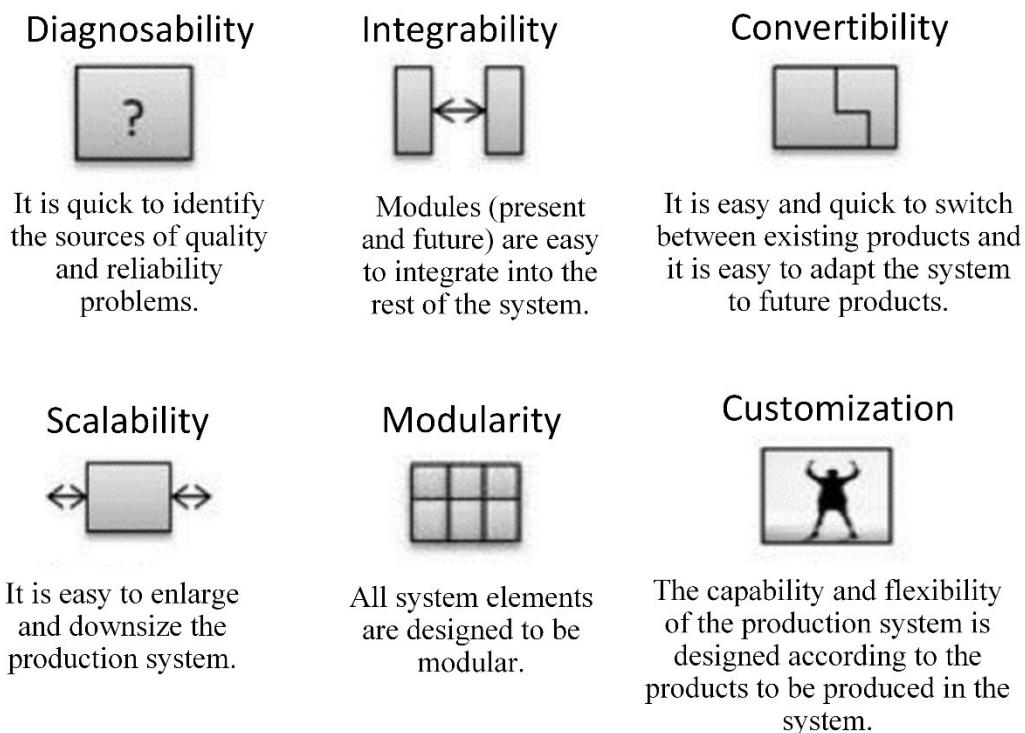 Diagnosability
?
It is quick to identify
the sources of quality
and reliability
problems.
Integrability
Modules (present
and future) are easy
to integrate into the
rest of the system.
Convertibility
It is easy and quick to switch
between existing products and
it is easy to adapt the system
to future products.
Scalability
It is easy to enlarge
and downsize the
production system.
Modularity
All system elements
are designed to be
modular.
Customization
The capability and flexibility
of the production system is
designed according to the
products to be produced in the
system.